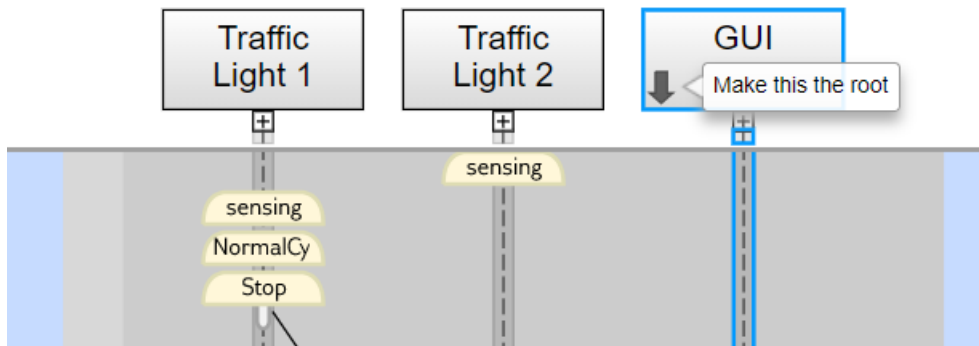 Traffic
Light 1
Traffic
Light 2
GUI
Make this the root
sensing
sensing
NormalCy
Stop